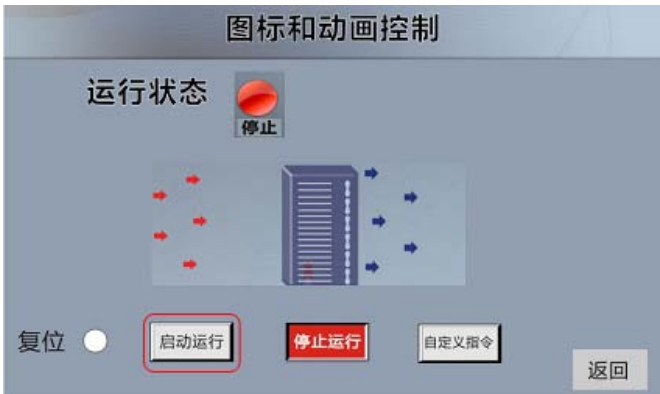 图标和动画控制
运行状态
停止
复位
启动运行
停止运行
自定义指令
返回